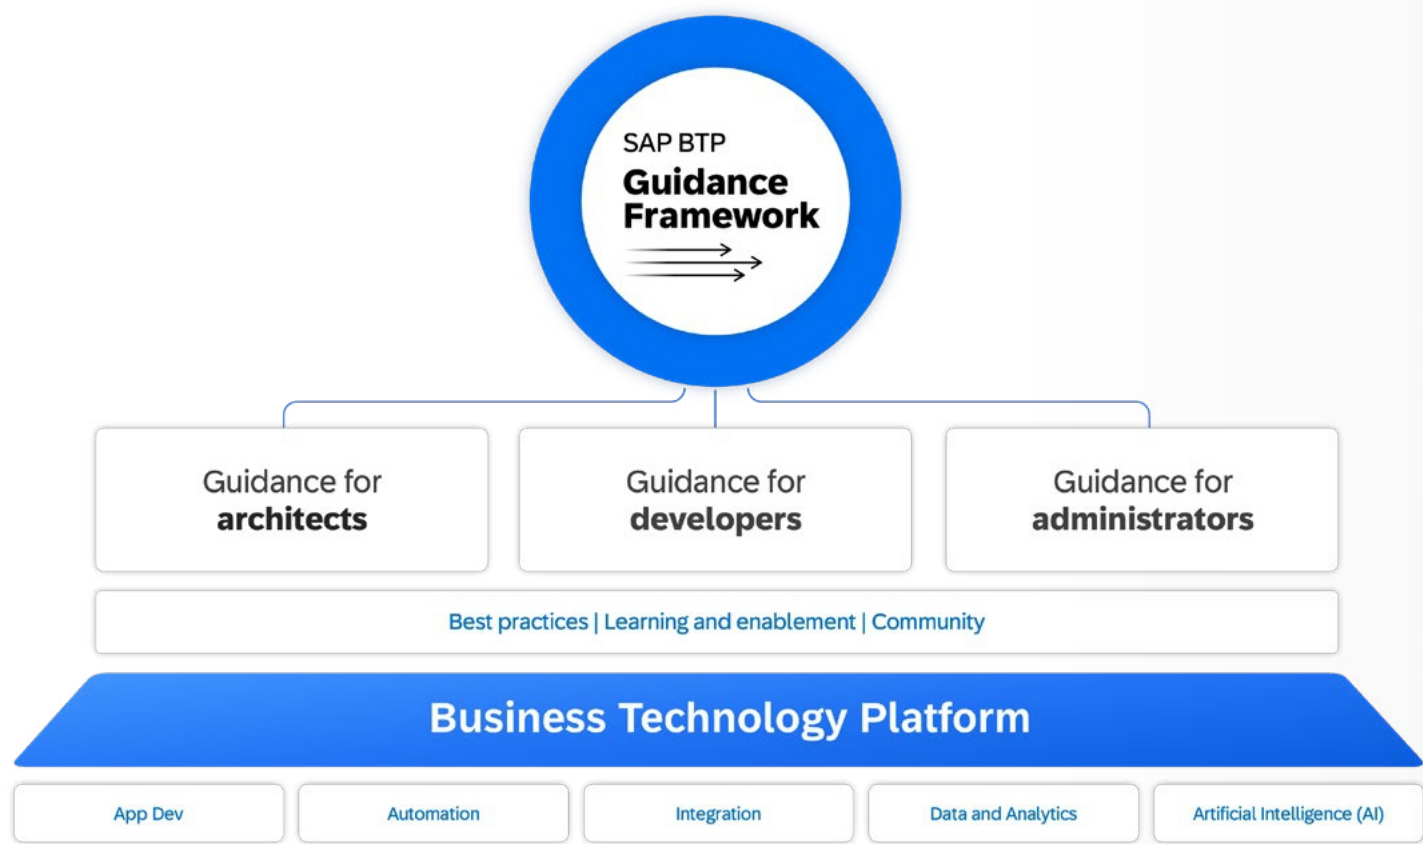 SAP BTP
Guidance
Framework
Guidance for
architects
Guidance for
developers
Guidance for
administrators
Best practices | Learning and enablement | Community
Business Technology Platform
App Dev
Automation
Integration
Data and Analytics
Artificial Intelligence (AI)